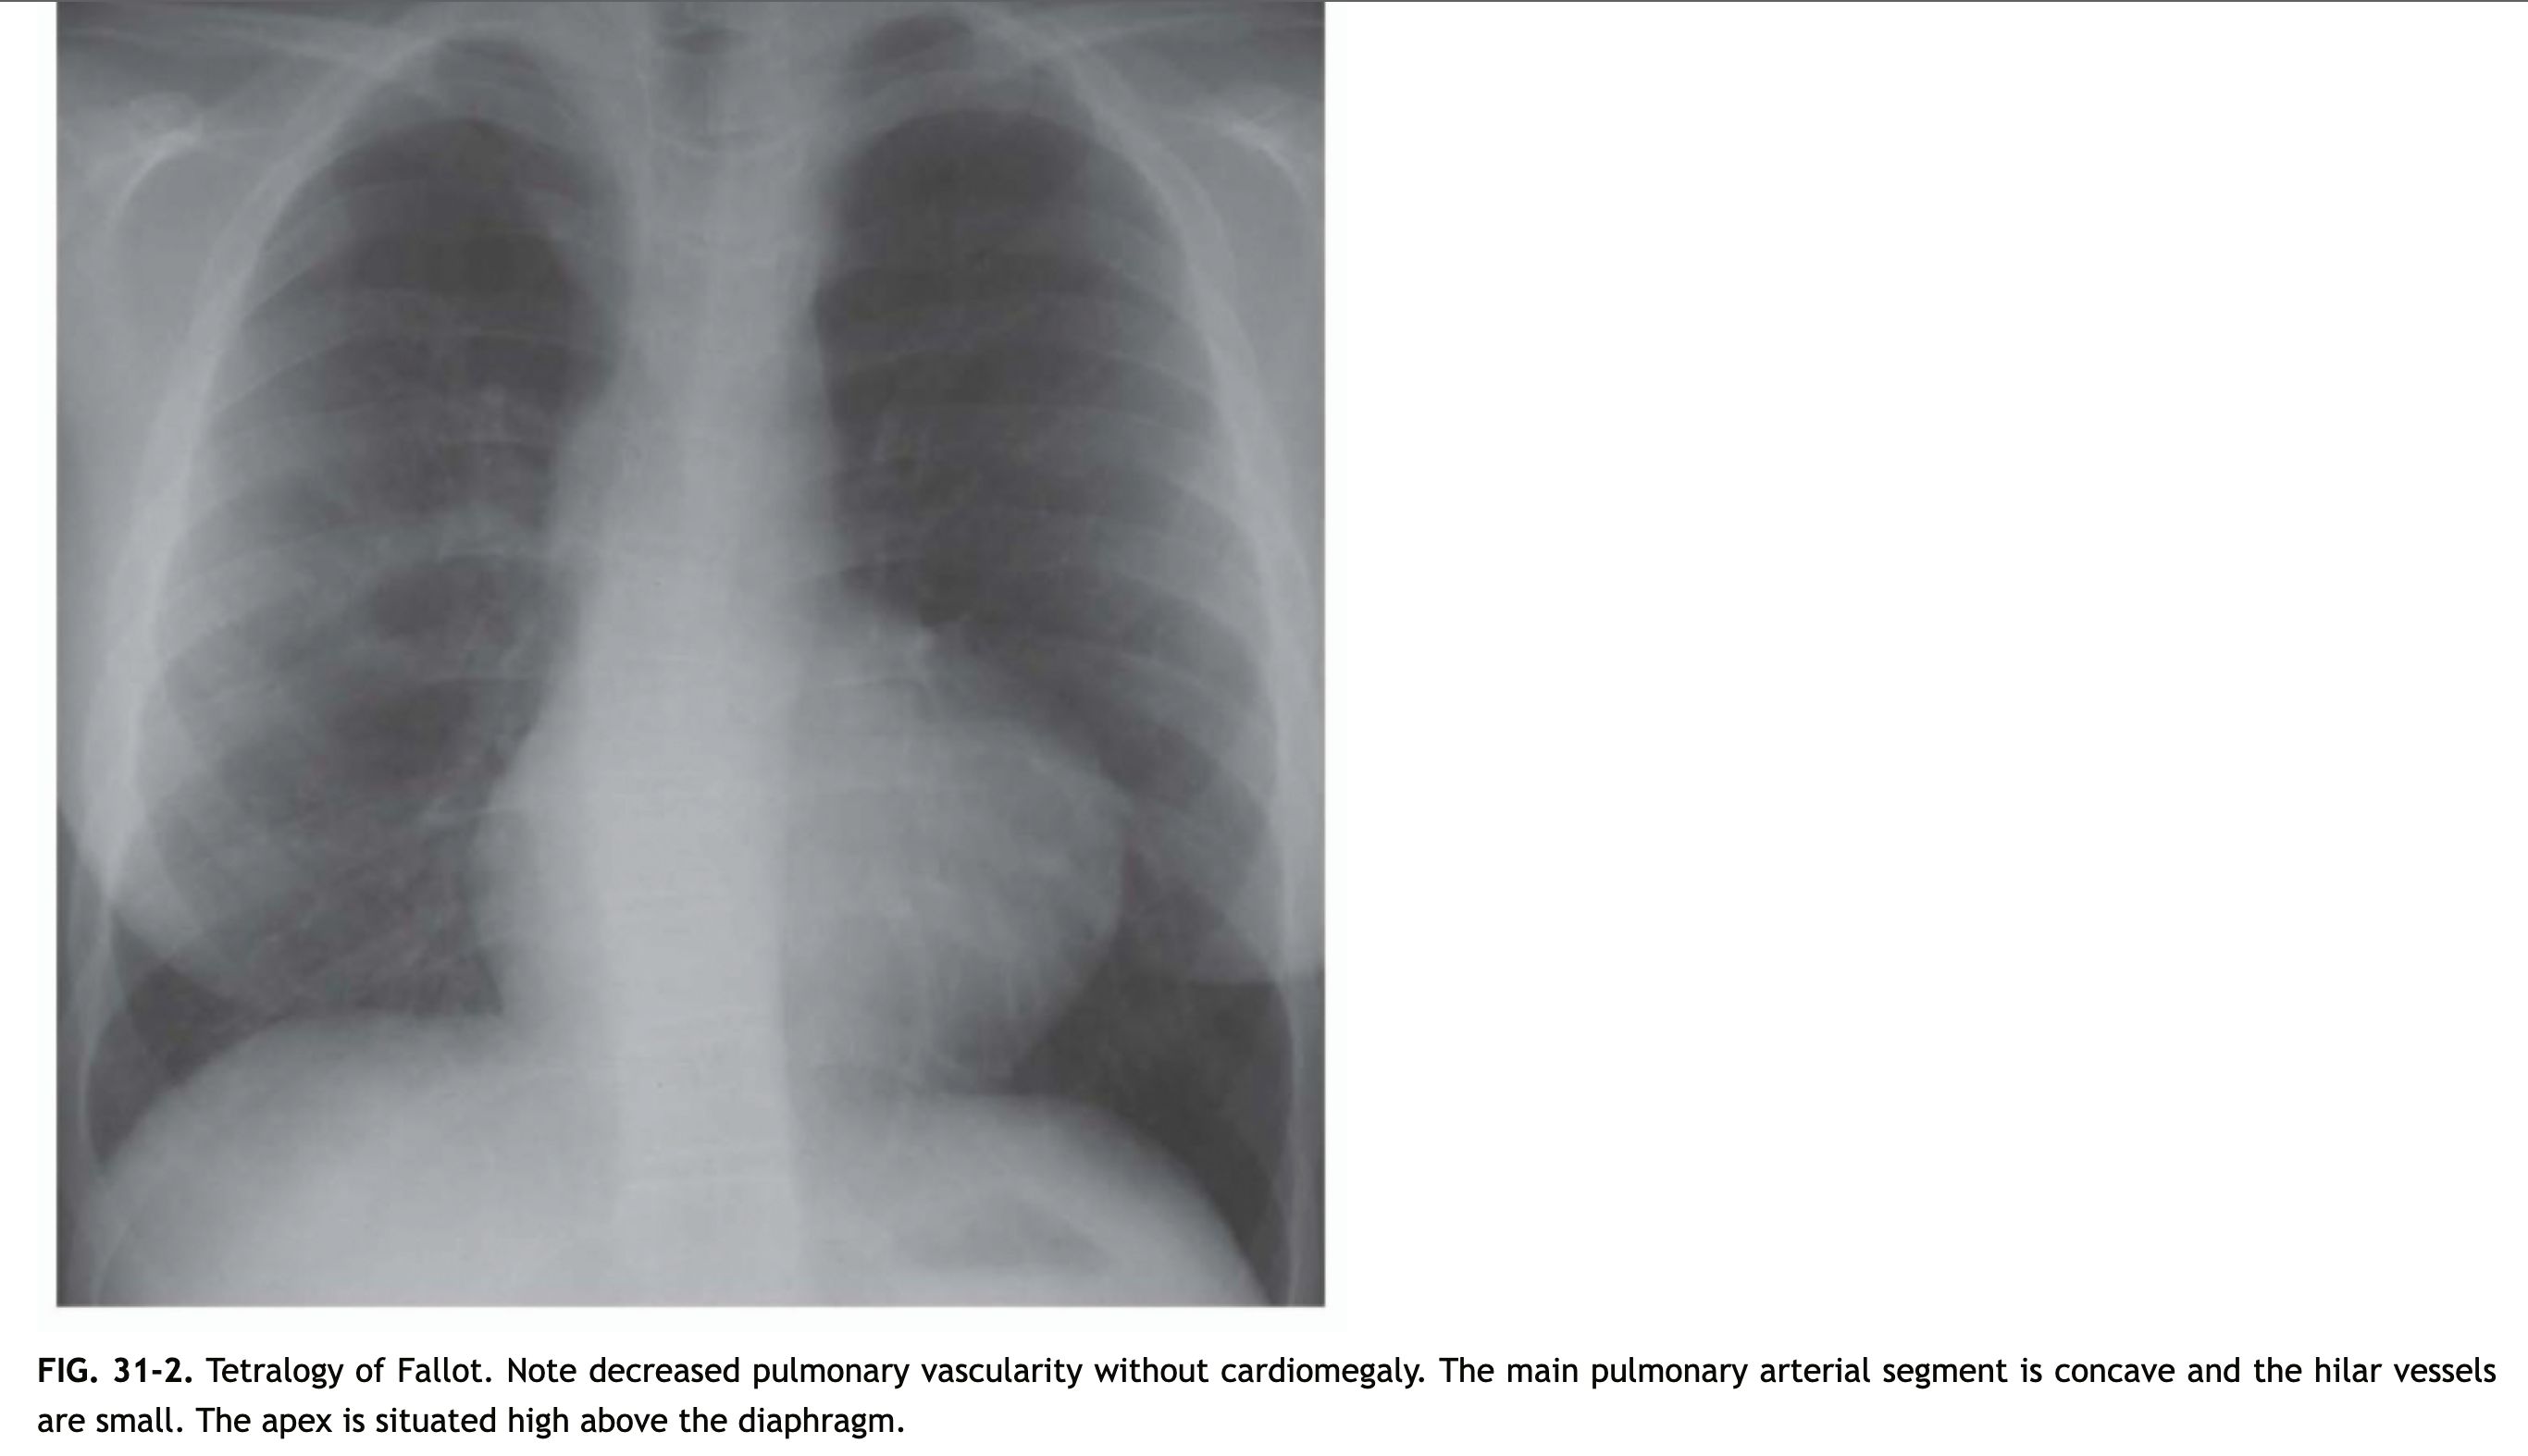 FIG. 31-2. Tetralogy of Fallot. Note decreased pulmonary vascularity without cardiomegaly. The main pulmonary arterial segment is concave and the hilar vessels
are small. The apex is situated high above the diaphragm.